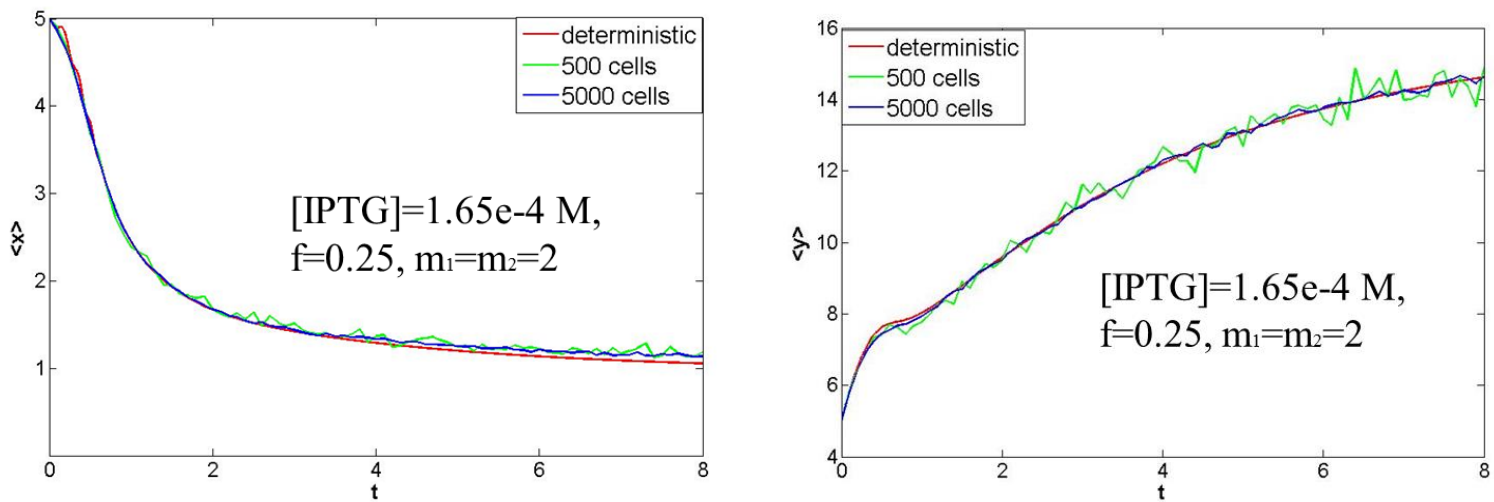 5
4
3
2
1
0
2
4
6
8
<x>
t
deterministic
500 cells
5000 cells
[IPTG]=1.65e-4 M,
f=0.25, m₁=m₂=2
16
14
12
10
8
6
4
0
2
4
6
8
<y>
t
deterministic
500 cells
5000 cells
[IPTG]=1.65e-4 M,
f=0.25, m₁=m₂=2